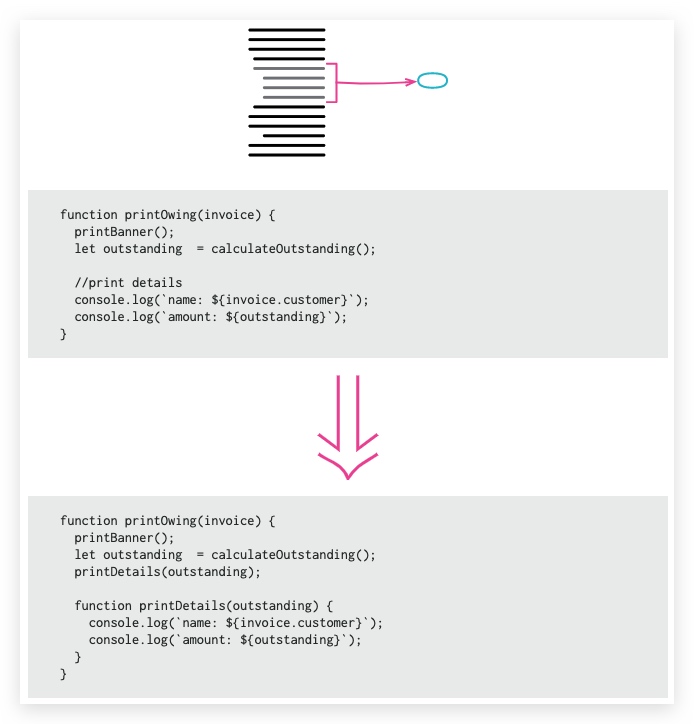 function printOwing(invoice) {
  printBanner();
  let outstanding  = calculateOutstanding();

  //print details
  console.log(`name: ${invoice.customer}`);
  console.log(`amount: ${outstanding}`);
}
function printOwing(invoice) {
  printBanner();
  let outstanding  = calculateOutstanding();
  printDetails(outstanding);

  function printDetails(outstanding) {
    console.log(`name: ${invoice.customer}`);
    console.log(`amount: ${outstanding}`);
  }
}